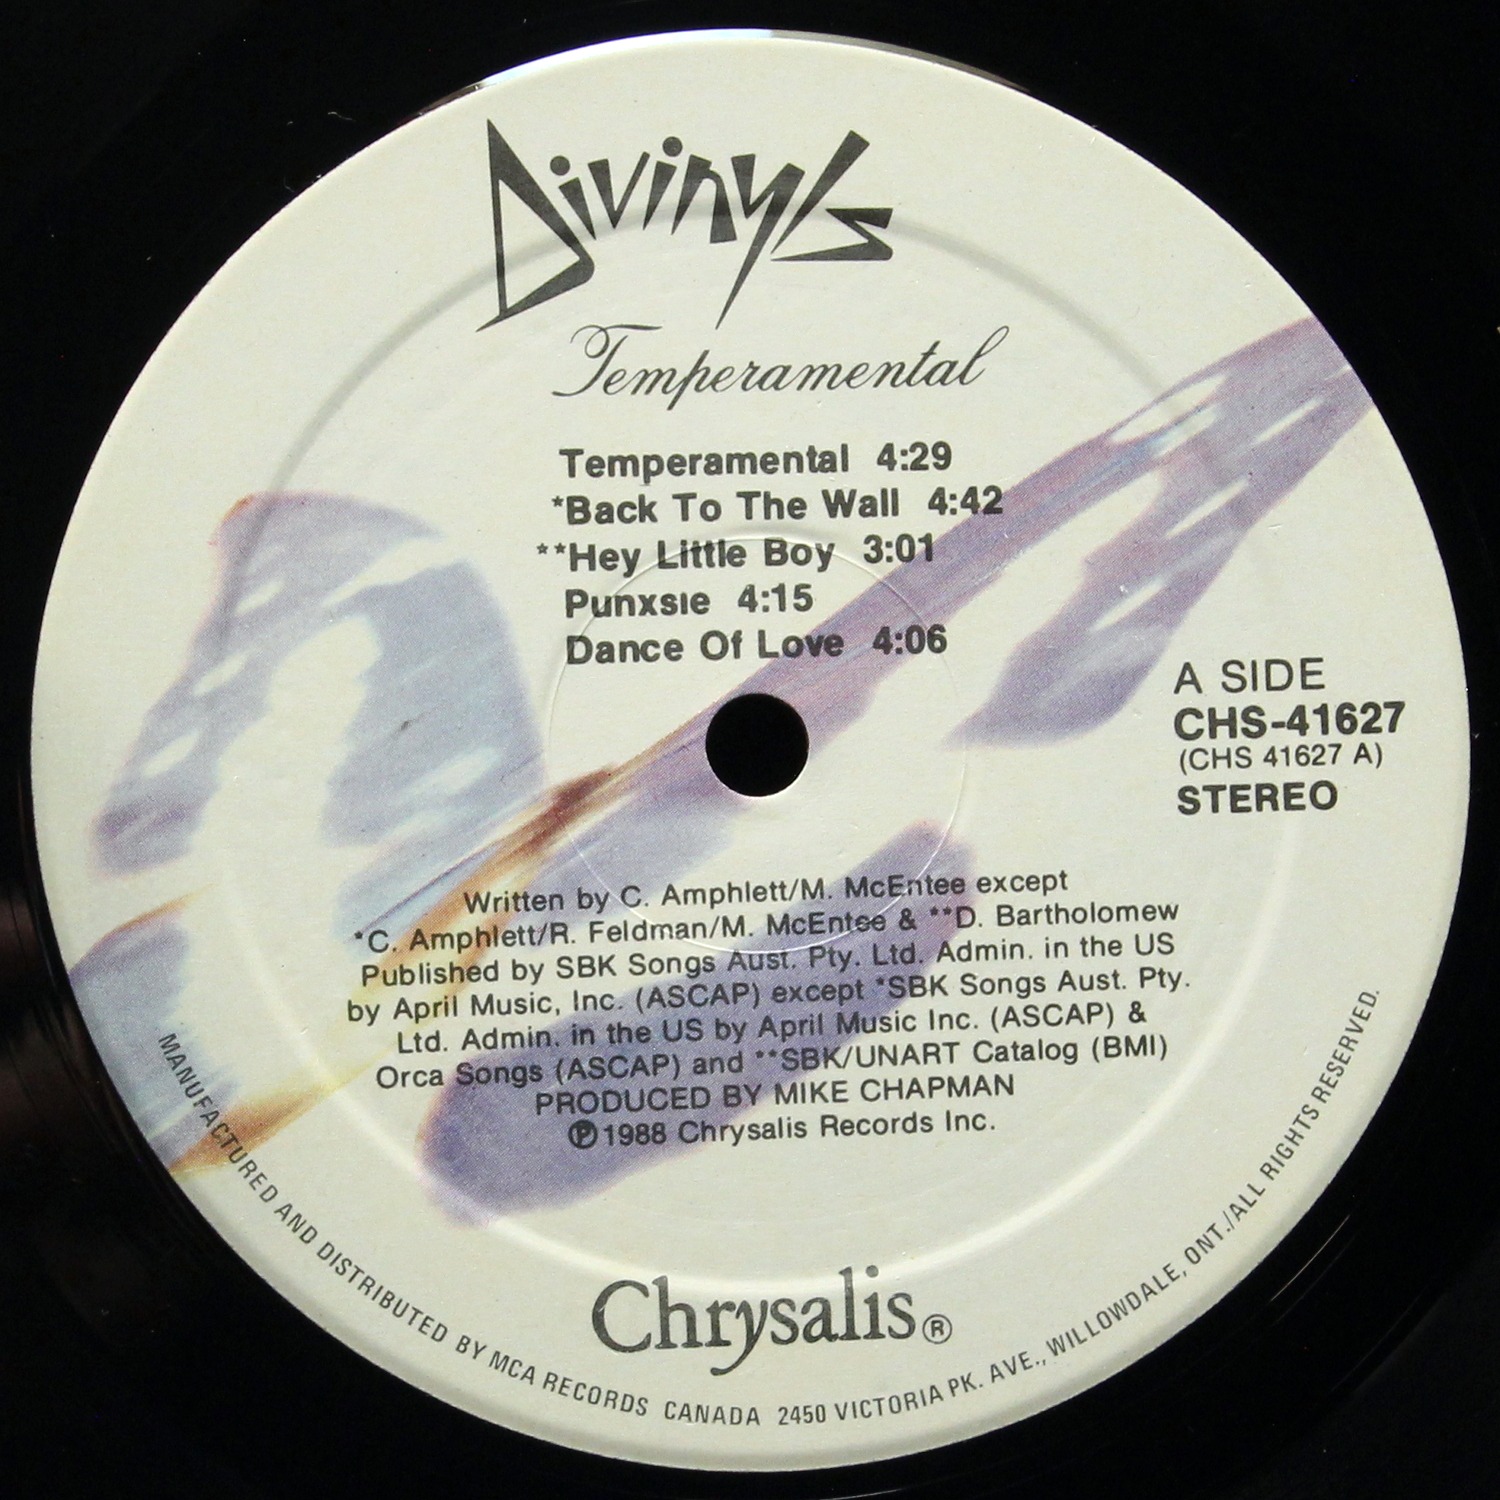 Divinyls
Temperamental
Temperamental 4:29
*Back To The Wall 4:42
**Hey Little Boy 3:01
Punxsie 4:15
Dance Of Love 4:06
A SIDE
CHS-41627
(CHS 41627 A)
STEREO
Written by C. Amphlett/M. McEntee except
*C. Amphlett/R. Feldman/M. McEntee & **D. Bartholomew
Published by SBK Songs Aust. Pty. Ltd. Admin. in the US
by April Music, Inc. (ASCAP) except *SBK Songs Aust. Pty.
Ltd. Admin. in the US by April Music Inc. (ASCAP) &
Orca Songs (ASCAP) and **SBK/UNART Catalog (BMI)
PRODUCED BY MIKE CHAPMAN
℗1988 Chrysalis Records Inc.
Chrysalis®
MANUFACTURED AND DISTRIBUTED BY MCA RECORDS CANADA 2450 VICTORIA PK. AVE., WILLOWDALE, ONT./ALL RIGHTS RESERVED.